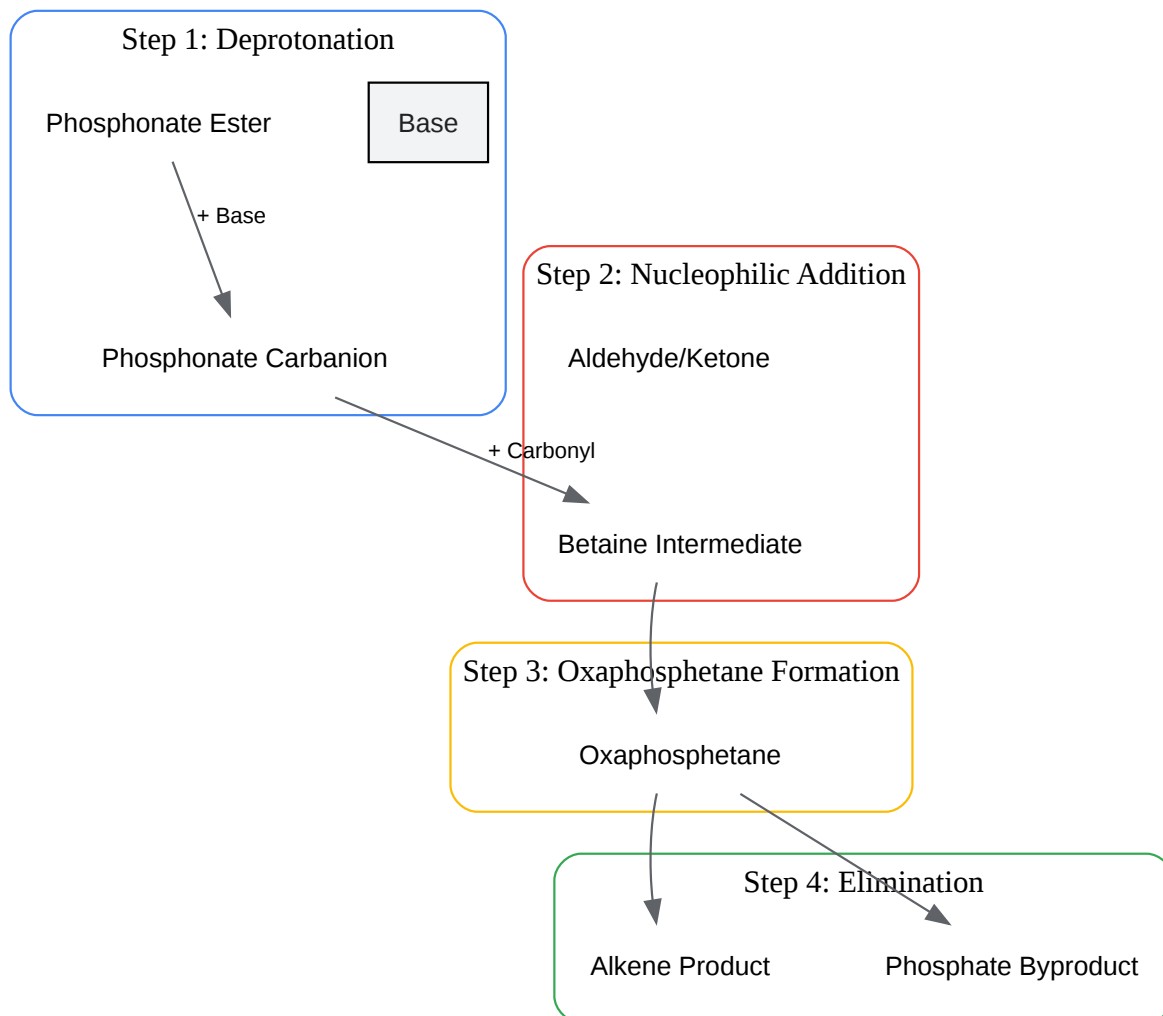 Step 1: Deprotonation
Phosphonate Ester
Base
+ Base
Phosphonate Carbanion
Step 2: Nucleophilic Addition
Aldehyde/Ketone
+ Carbonyl
Betaine Intermediate
Step 3: Oxaphosphetane Formation
Oxaphosphetane
Step 4: Elimination
Alkene Product
Phosphate Byproduct